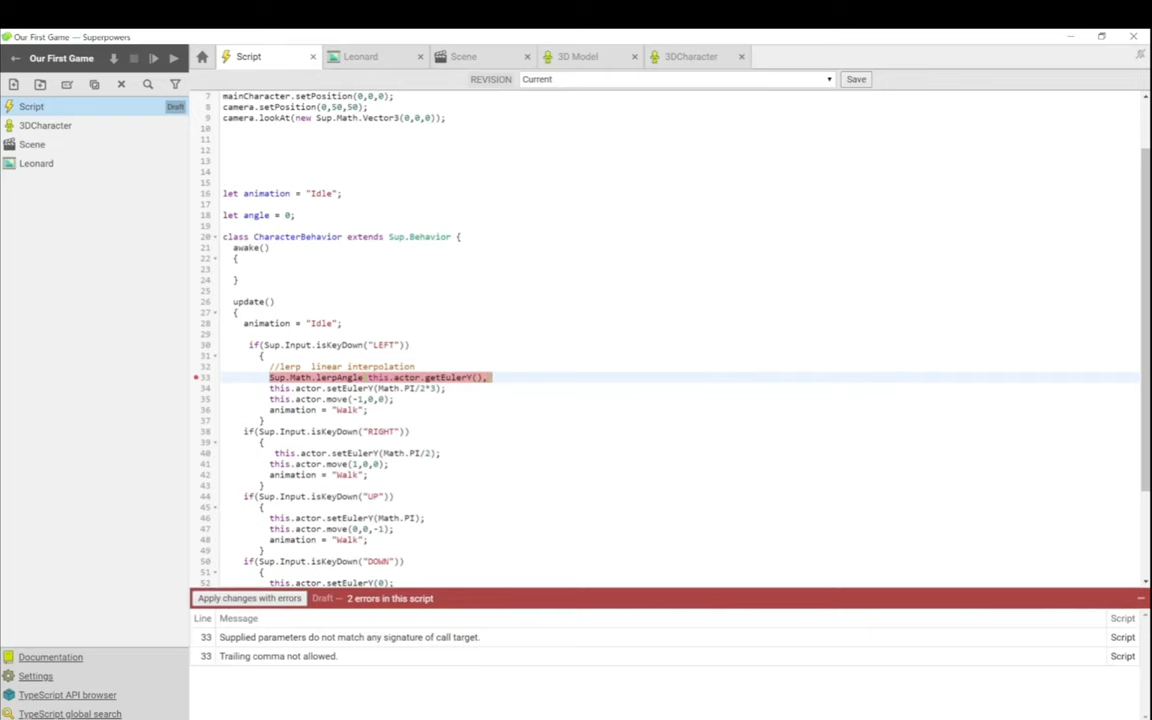 Our First Game — Superpowers
Our First Game
Script
Leonard
Scene
3D Model
3DCharacter
REVISION Current Save
Script Draft
3DCharacter
Scene
Leonard
7 mainCharacter.setPosition(0,0,0);
8 camera.setPosition(0,50,50);
9 camera.lookAt(new Sup.Math.Vector3(0,0,0));
10
11
12
13
14
15
16 let animation = "Idle";
17
18 let angle = 0;
19
20 class CharacterBehavior extends Sup.Behavior {
21 awake()
22 {
23
24 }
25
26 update()
27 {
28 animation = "Idle";
29
30 if(Sup.Input.isKeyDown("LEFT"))
31 {
32 //lerp linear interpolation
33 Sup.Math.lerpAngle this.actor.getEulerY(),
34 this.actor.setEulerY(Math.PI/2*3);
35 this.actor.move(-1,0,0);
36 animation = "Walk";
37 }
38 if(Sup.Input.isKeyDown("RIGHT"))
39 {
40 this.actor.setEulerY(Math.PI/2);
41 this.actor.move(1,0,0);
42 animation = "Walk";
43 }
44 if(Sup.Input.isKeyDown("UP"))
45 {
46 this.actor.setEulerY(Math.PI);
47 this.actor.move(0,0,-1);
48 animation = "Walk";
49 }
50 if(Sup.Input.isKeyDown("DOWN"))
51 {
52 this.actor.setEulerY(0);
Apply changes with errors Draft — 2 errors in this script
Line Message Script
33 Supplied parameters do not match any signature of call target. Script
33 Trailing comma not allowed. Script
Documentation
Settings
TypeScript API browser
TypeScript global search